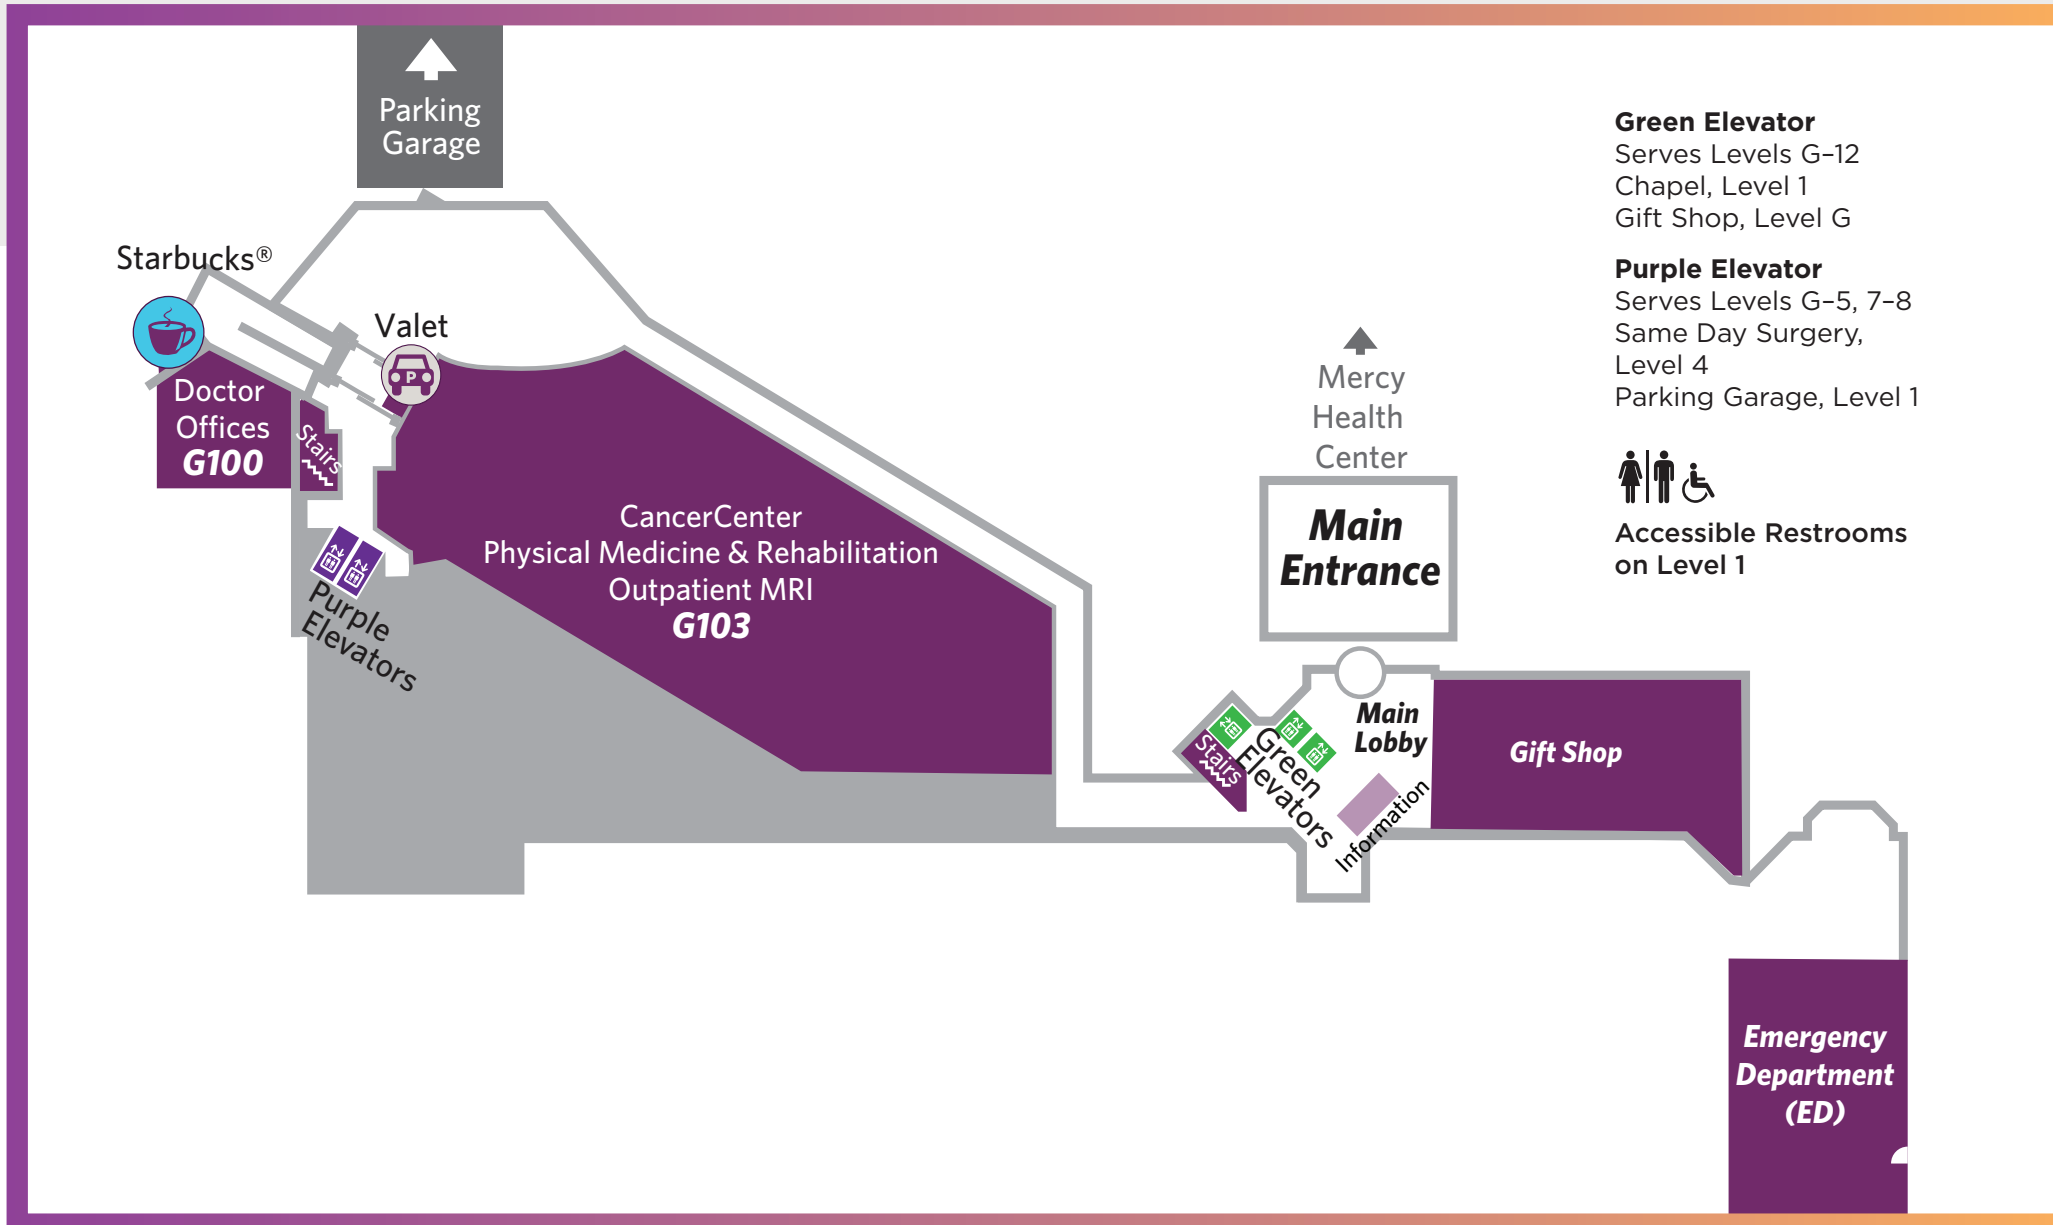 Parking
Garage
Starbucks®
Valet
P
Doctor
Offices
G100
Stairs
Purple
Elevators
CancerCenter
Physical Medicine & Rehabilitation
Outpatient MRI
G103
Mercy
Health
Center
Main
Entrance
Main
Lobby
Stairs
Green
Elevators
Information
Gift Shop
Emergency
Department
(ED)
Green Elevator
Serves Levels G–12
Chapel, Level 1
Gift Shop, Level G
Purple Elevator
Serves Levels G–5, 7–8
Same Day Surgery,
Level 4
Parking Garage, Level 1
Accessible Restrooms
on Level 1